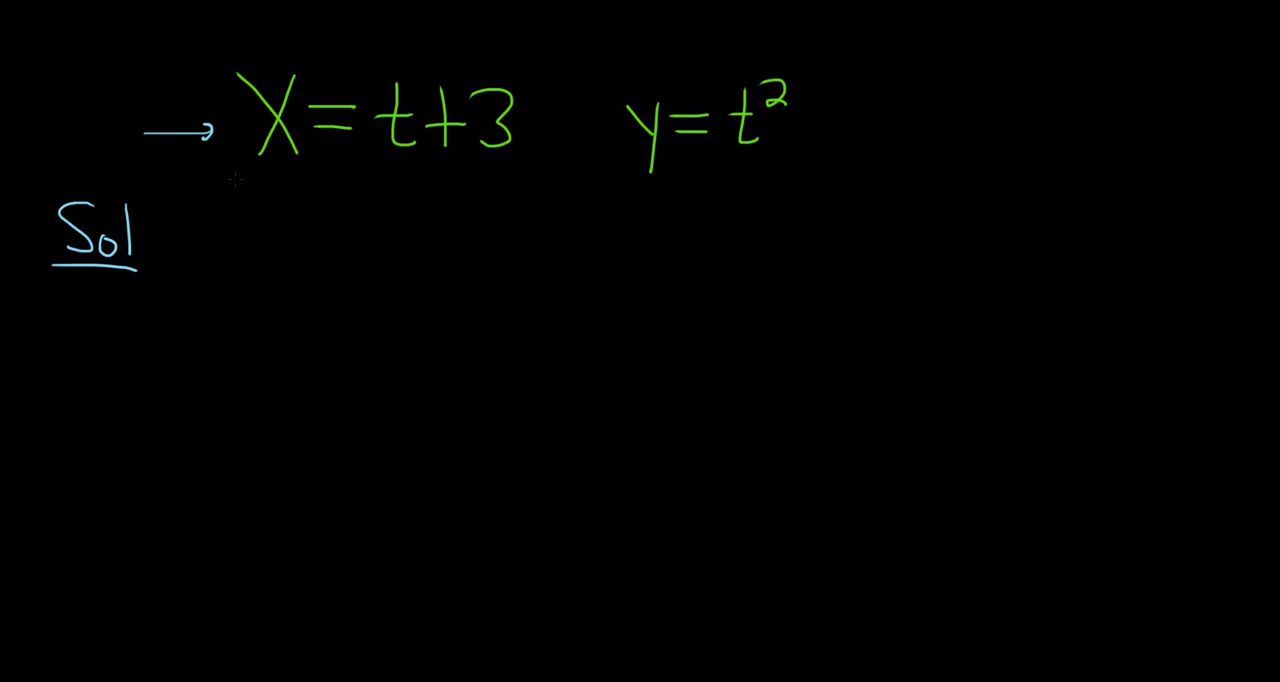 → X = t + 3 y = t²
Sol